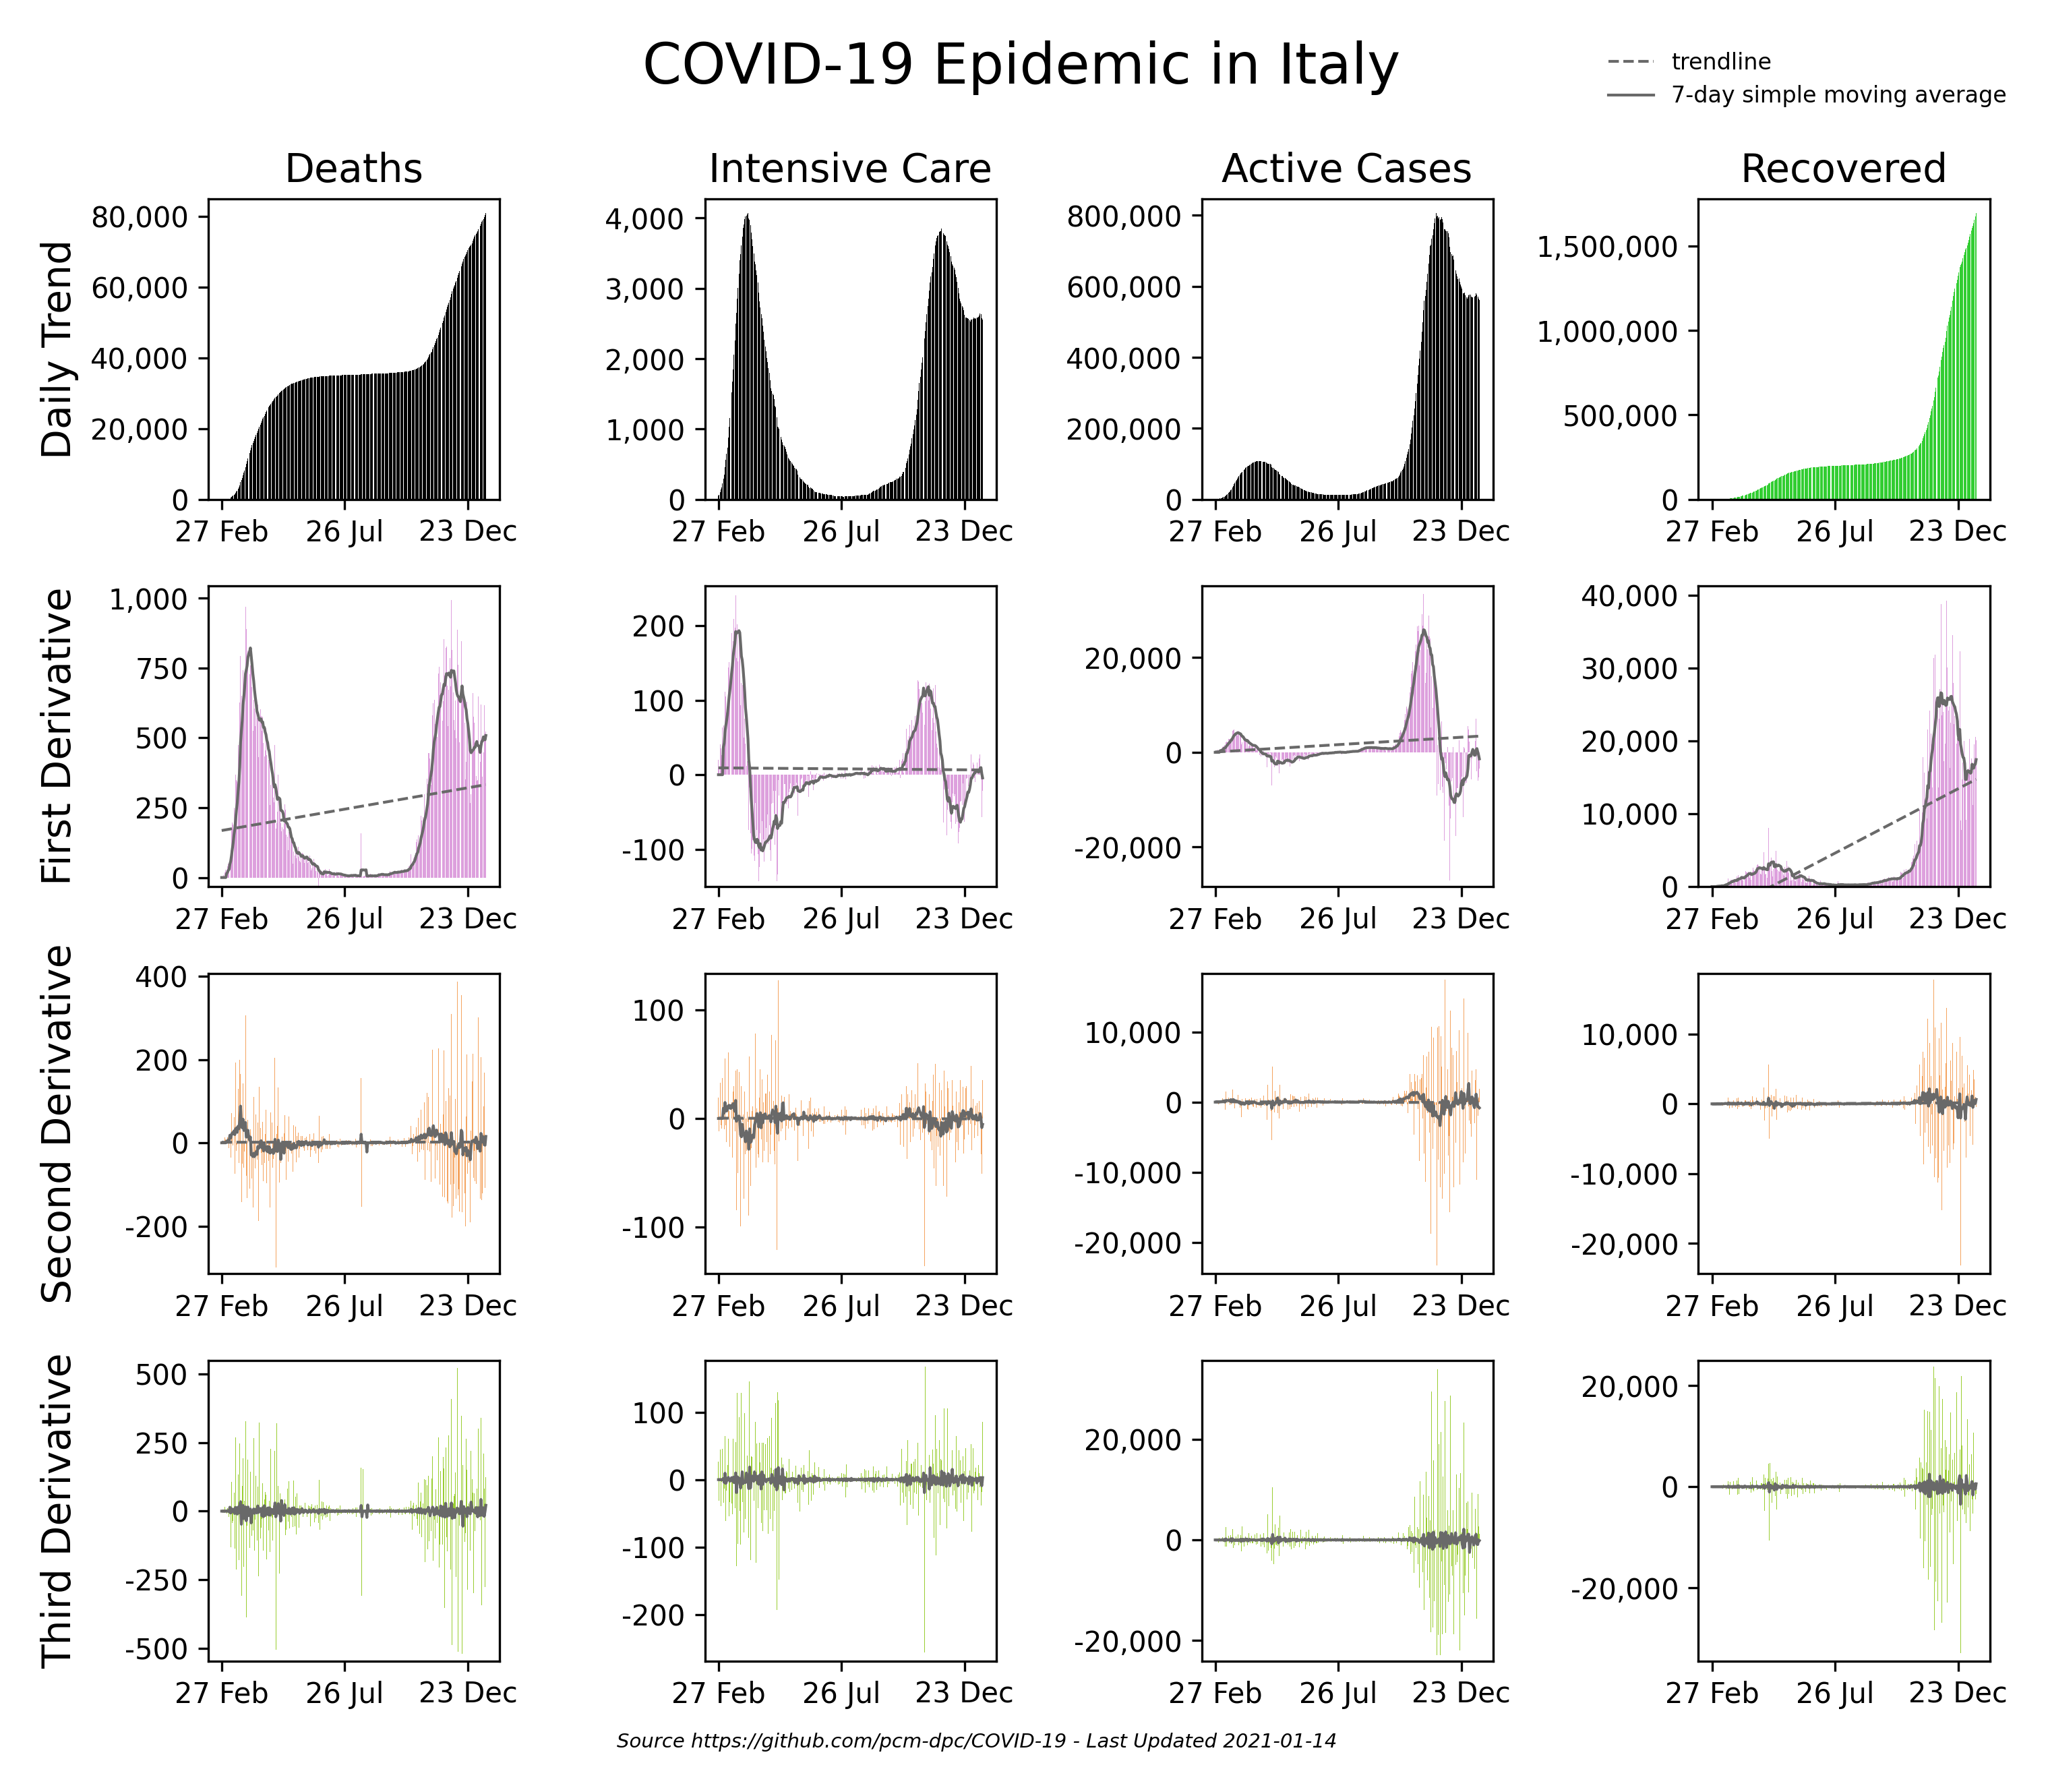 COVID-19 Epidemic in Italy
trendline
7-day simple moving average
Deaths
Intensive Care
Active Cases
Recovered
Daily Trend
80,000
60,000
40,000
20,000
0
27 Feb 26 Jul 23 Dec
4,000
3,000
2,000
1,000
0
27 Feb 26 Jul 23 Dec
800,000
600,000
400,000
200,000
0
27 Feb 26 Jul 23 Dec
1,500,000
1,000,000
500,000
0
27 Feb 26 Jul 23 Dec
First Derivative
1,000
750
500
250
0
27 Feb 26 Jul 23 Dec
200
100
0
-100
27 Feb 26 Jul 23 Dec
20,000
0
-20,000
27 Feb 26 Jul 23 Dec
40,000
30,000
20,000
10,000
0
27 Feb 26 Jul 23 Dec
Second Derivative
400
200
0
-200
27 Feb 26 Jul 23 Dec
100
0
-100
27 Feb 26 Jul 23 Dec
10,000
0
-10,000
-20,000
27 Feb 26 Jul 23 Dec
10,000
0
-10,000
-20,000
27 Feb 26 Jul 23 Dec
Third Derivative
500
250
0
-250
-500
27 Feb 26 Jul 23 Dec
100
0
-100
-200
27 Feb 26 Jul 23 Dec
20,000
0
-20,000
27 Feb 26 Jul 23 Dec
20,000
0
-20,000
27 Feb 26 Jul 23 Dec
Source https://github.com/pcm-dpc/COVID-19 - Last Updated 2021-01-14